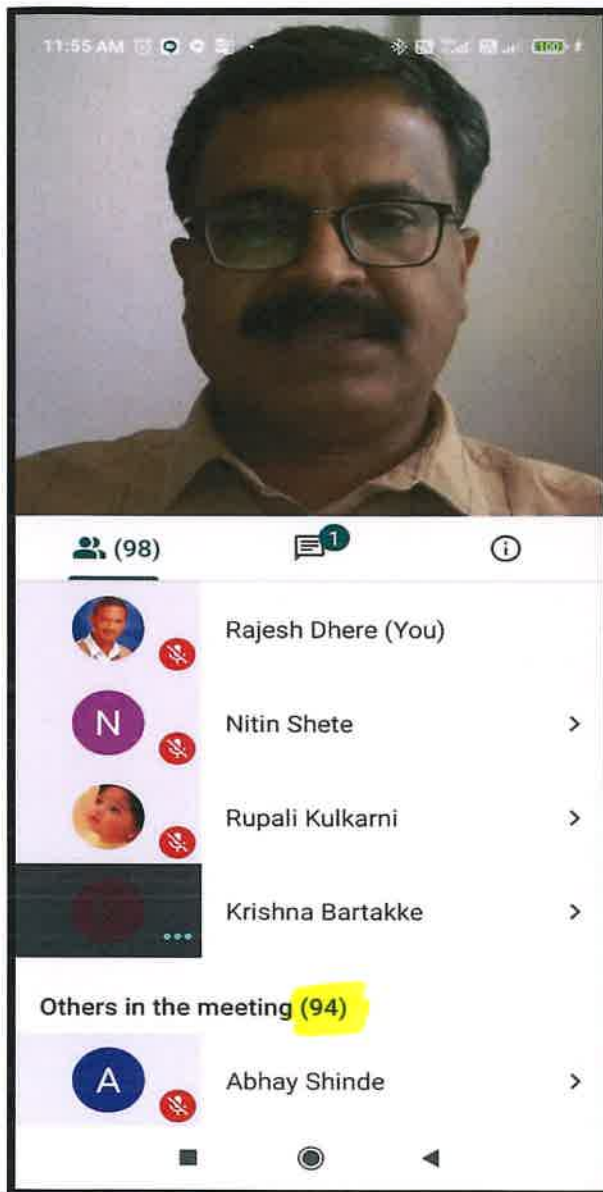 11:55 AM
100
(98)
1
Rajesh Dhere (You)
N
Nitin Shete
Rupali Kulkarni
Krishna Bartakke
Others in the meeting (94)
A
Abhay Shinde